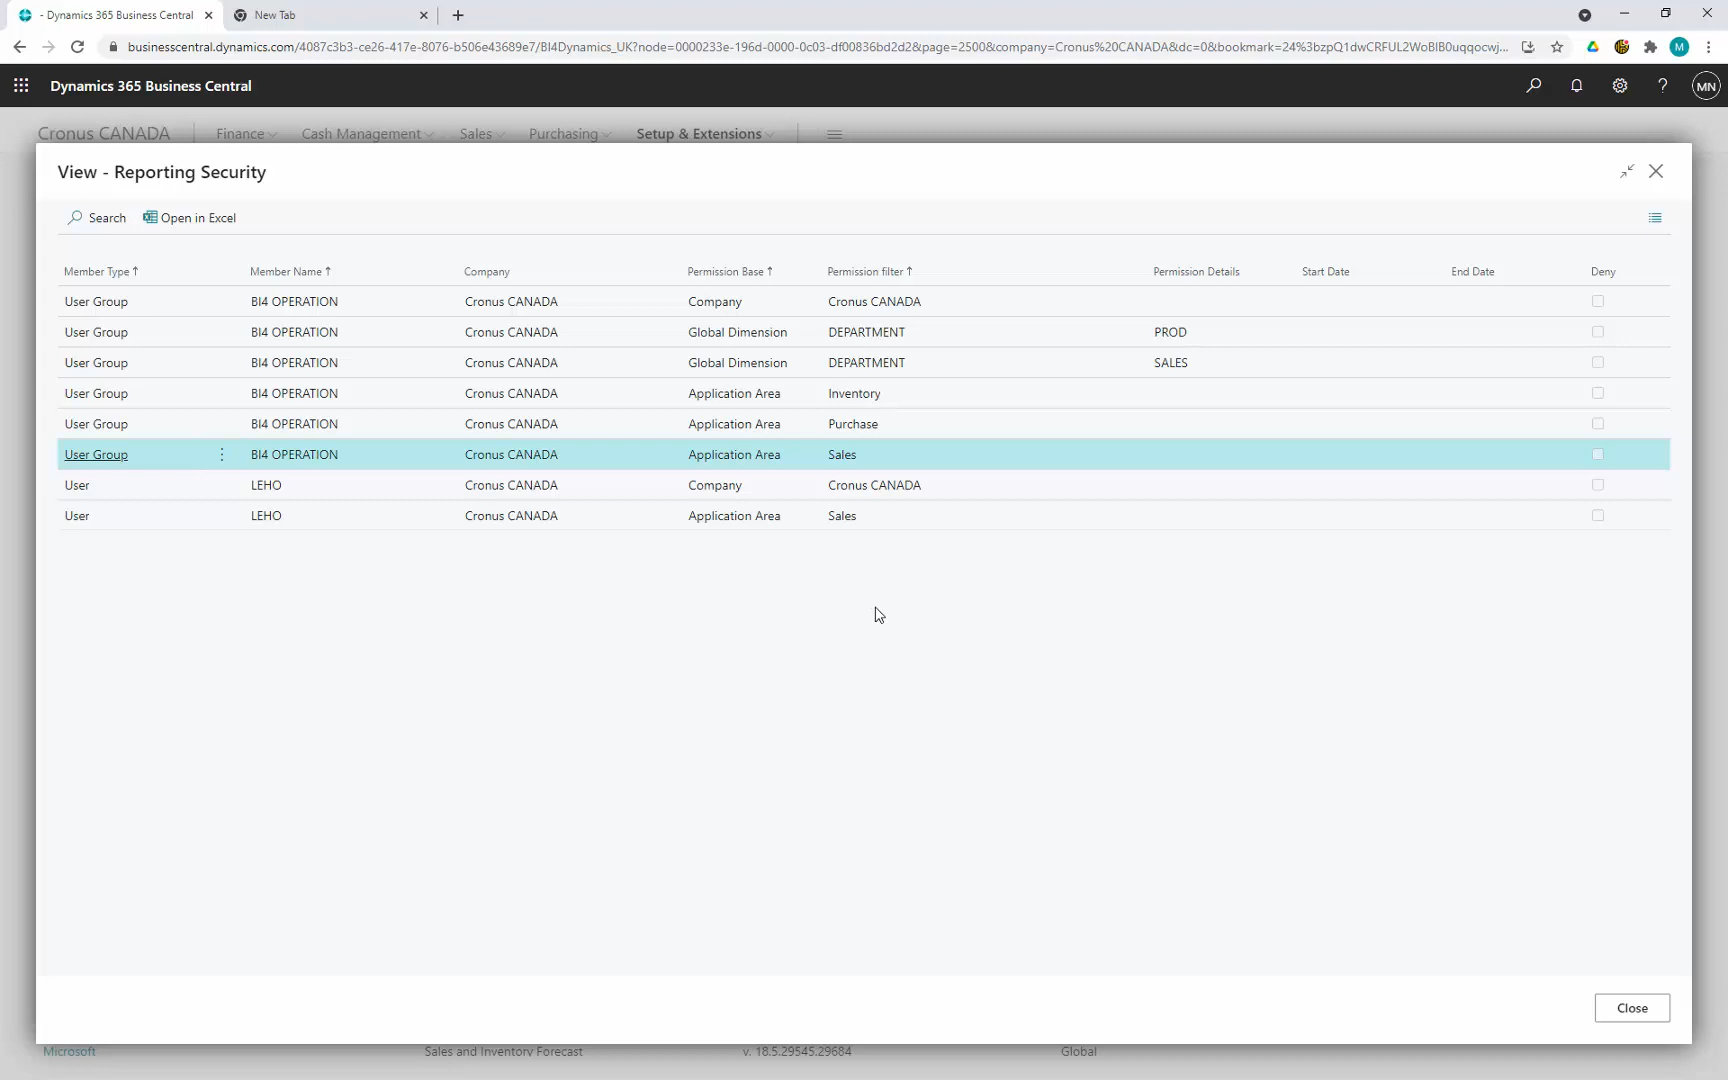 - Dynamics 365 Business Central
New Tab
businesscentral.dynamics.com/4087c3b3-ce26-417e-8076-b506e43689e7/BI4Dynamics_UK?node=0000233e-196d-0000-0c03-df00836bd2d2&page=2500&company=Cronus%20CANADA&dc=0&bookmark=24%3bzpQ1dwCRFUL2WoBIB0uqqocwj...
M
Dynamics 365 Business Central
MN
Cronus CANADA Finance Cash Management Sales Purchasing Setup & Extensions
View - Reporting Security
Search Open in Excel
Member Type ↑ Member Name ↑ Company Permission Base ↑ Permission filter ↑ Permission Details Start Date End Date Deny
User Group BI4 OPERATION Cronus CANADA Company Cronus CANADA
User Group BI4 OPERATION Cronus CANADA Global Dimension DEPARTMENT PROD
User Group BI4 OPERATION Cronus CANADA Global Dimension DEPARTMENT SALES
User Group BI4 OPERATION Cronus CANADA Application Area Inventory
User Group BI4 OPERATION Cronus CANADA Application Area Purchase
User Group BI4 OPERATION Cronus CANADA Application Area Sales
User LEHO Cronus CANADA Company Cronus CANADA
User LEHO Cronus CANADA Application Area Sales
Close
Microsoft Sales and Inventory Forecast v. 18.5.29545.29684 Global